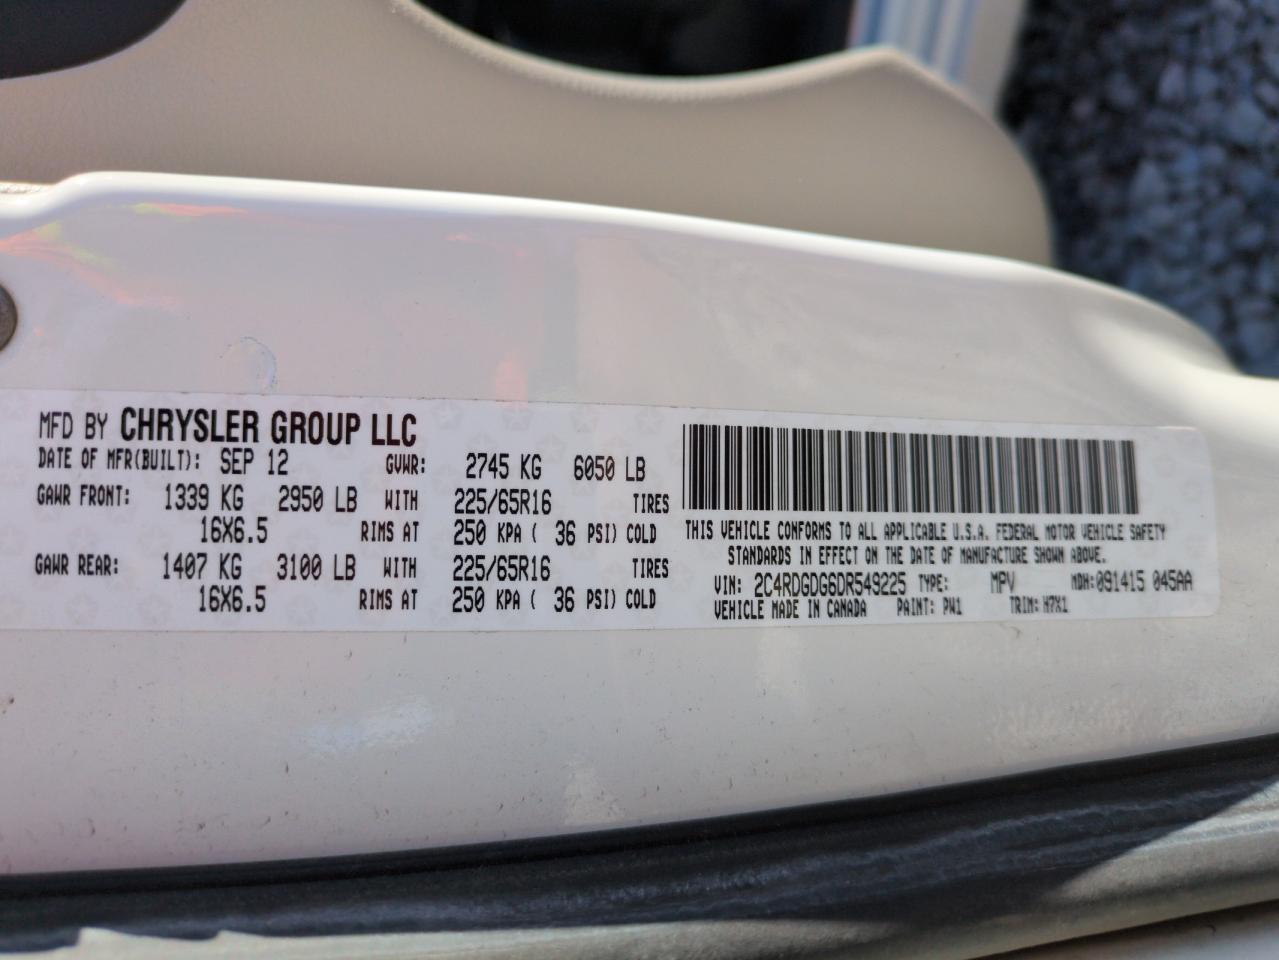 MFD BY CHRYSLER GROUP LLC
DATE OF MFR(BUILT): SEP 12 GVWR: 2745 KG 6050 LB
GAWR FRONT: 1339 KG 2950 LB WITH 225/65R16 TIRES
16X6.5 RIMS AT 250 KPA ( 36 PSI) COLD
GAWR REAR: 1407 KG 3100 LB WITH 225/65R16 TIRES
16X6.5 RIMS AT 250 KPA ( 36 PSI) COLD
THIS VEHICLE CONFORMS TO ALL APPLICABLE U.S.A. FEDERAL MOTOR VEHICLE SAFETY
STANDARDS IN EFFECT ON THE DATE OF MANUFACTURE SHOWN ABOVE.
VIN: 2C4RDGDG6DR549225 TYPE: MPV MDH:091415 045AA
VEHICLE MADE IN CANADA PAINT: PW1 TRIM: H7X1